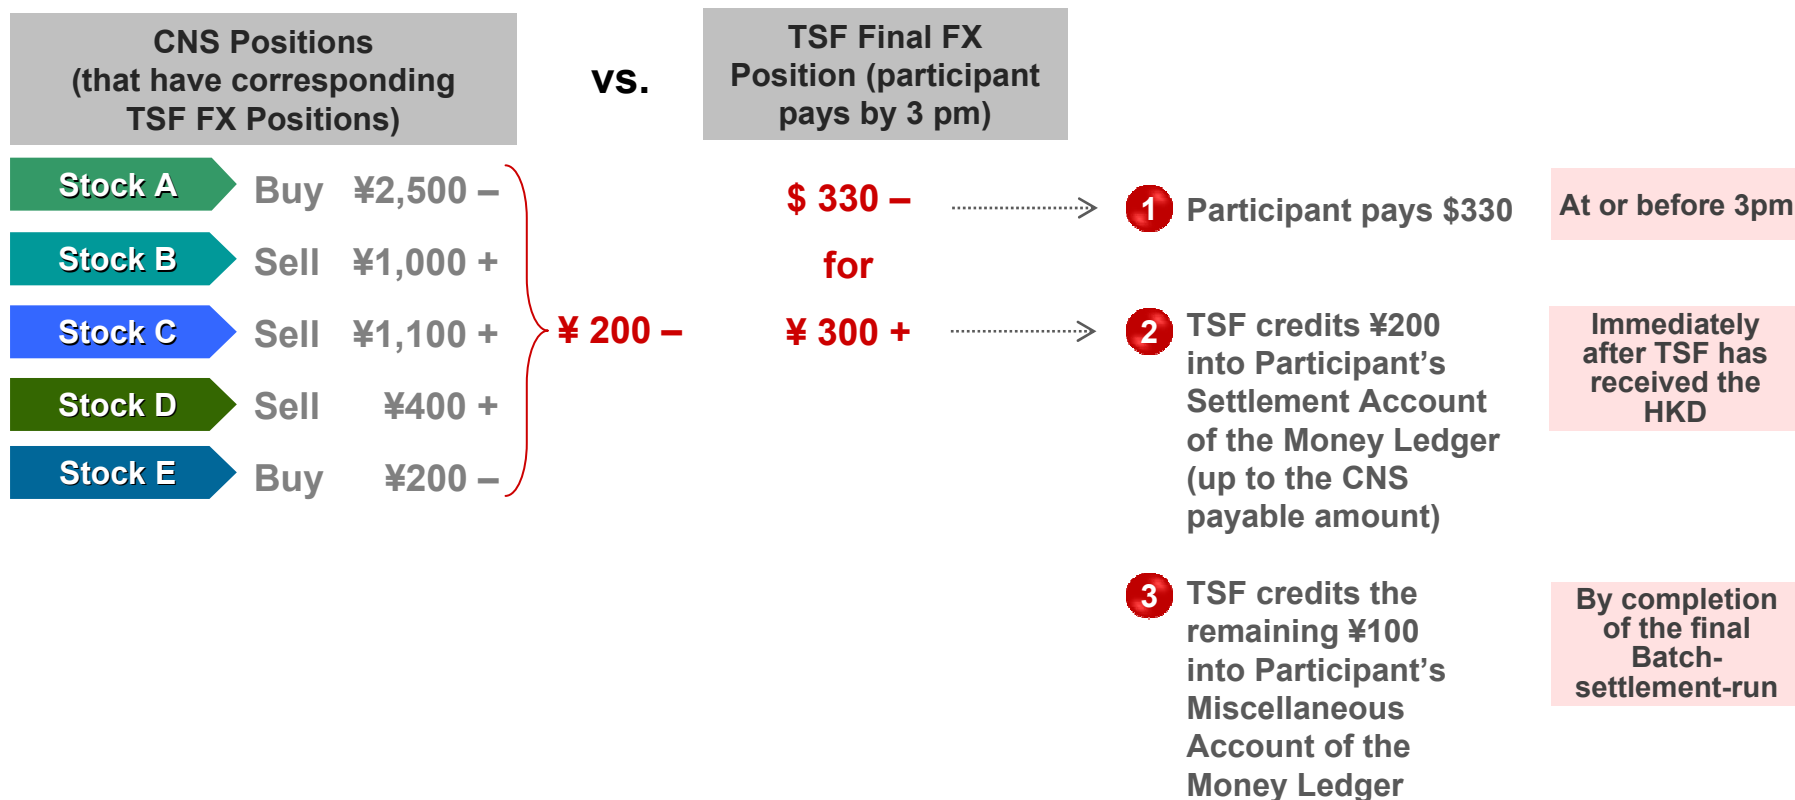 CNS Positions
(that have corresponding
TSF FX Positions)
vs.
TSF Final FX
Position (participant
pays by 3 pm)
Stock A Buy ¥2,500 –
Stock B Sell ¥1,000 +
Stock C Sell ¥1,100 +
Stock D Sell ¥400 +
Stock E Buy ¥200 –
¥ 200 –
$ 330 –
for
¥ 300 +
1 Participant pays $330
At or before 3pm
2 TSF credits ¥200
into Participant’s
Settlement Account
of the Money Ledger
(up to the CNS
payable amount)
Immediately
after TSF has
received the
HKD
3 TSF credits the
remaining ¥100
into Participant’s
Miscellaneous
Account of the
Money Ledger
By completion
of the final
Batch-
settlement-run